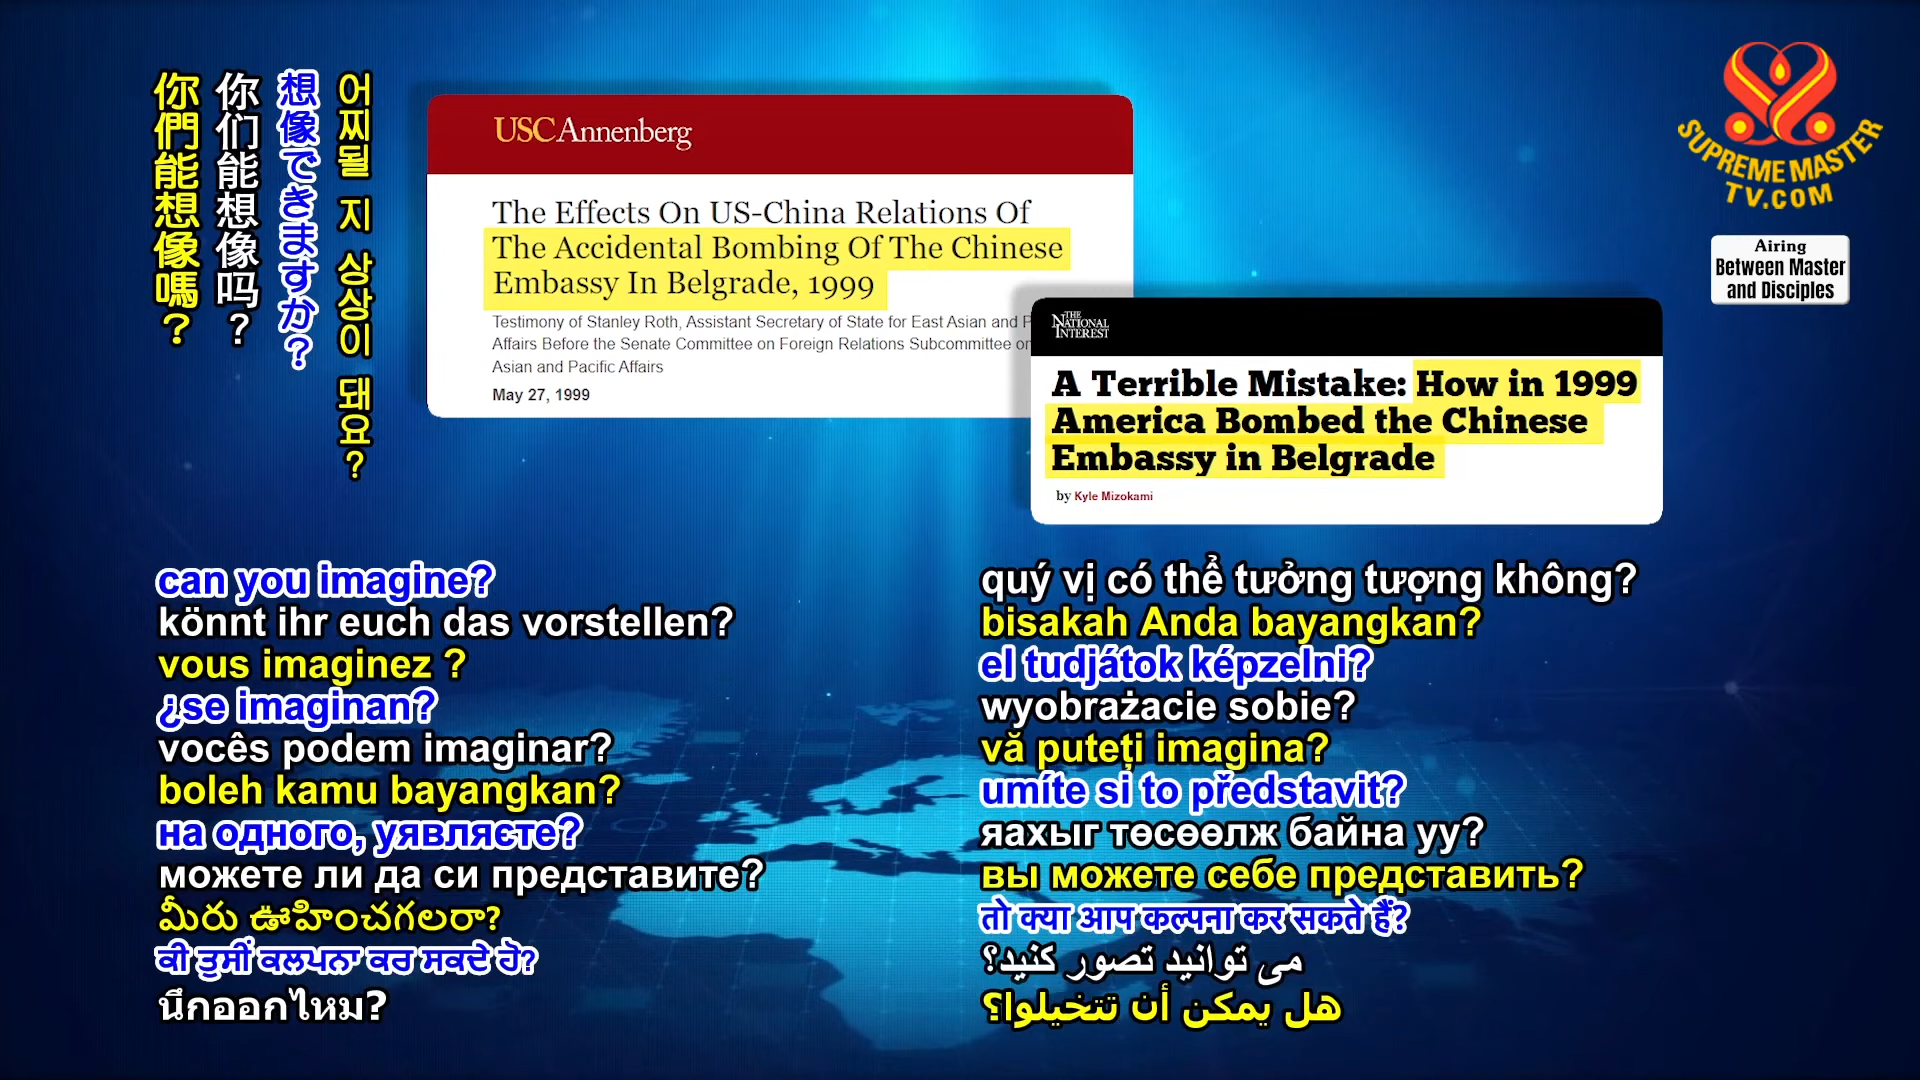 你們能想像嗎？
你们能想像吗？
想像できますか？
어찌될 지 상상이 돼요?
USCAnnenberg
The Effects On US-China Relations Of
The Accidental Bombing Of The Chinese
Embassy In Belgrade, 1999
Testimony of Stanley Roth, Assistant Secretary of State for East Asian and P
Affairs Before the Senate Committee on Foreign Relations Subcommittee on
Asian and Pacific Affairs
May 27, 1999
THE
NATIONAL
INTEREST
A Terrible Mistake: How in 1999
America Bombed the Chinese
Embassy in Belgrade
by Kyle Mizokami
SUPREME MASTER
TV.COM
Airing
Between Master
and Disciples
can you imagine?
könnt ihr euch das vorstellen?
vous imaginez ?
¿se imaginan?
vocês podem imaginar?
boleh kamu bayangkan?
на одного, уявляєте?
можете ли да си представите?
మీరు ఊహించగలరా?
ਕੀ ਤੁਸੀਂ ਕਲਪਨਾ ਕਰ ਸਕਦੇ ਹੋ?
นึกออกไหม?
quý vị có thể tưởng tượng không?
bisakah Anda bayangkan?
el tudjátok képzelni?
wyobrażacie sobie?
vă puteți imagina?
umíte si to představit?
яахыг төсөөлж байна уу?
вы можете себе представить?
तो क्या आप कल्पना कर सकते हैं?
می توانید تصور کنید؟
هل يمكن أن تتخيلوا؟